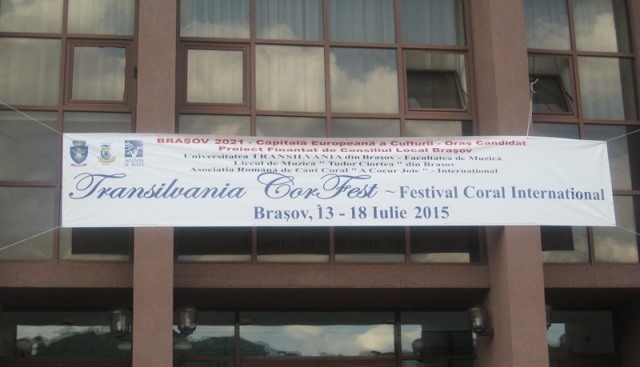 BRAȘOV 2021 - Capitala Europeană a Culturii - Oraș Candidat
Proiect Finanțat de Consiliul Local Brașov
Universitatea TRANSILVANIA din Brașov - Facultatea de Muzică
Liceul de Muzică "Tudor Ciortea" din Brașov
Asociația Română de Cânt Coral "A Coeur Joie" - International
Transilvania CorFest ~ Festival Coral International
Brașov, 13 - 18 Iulie 2015